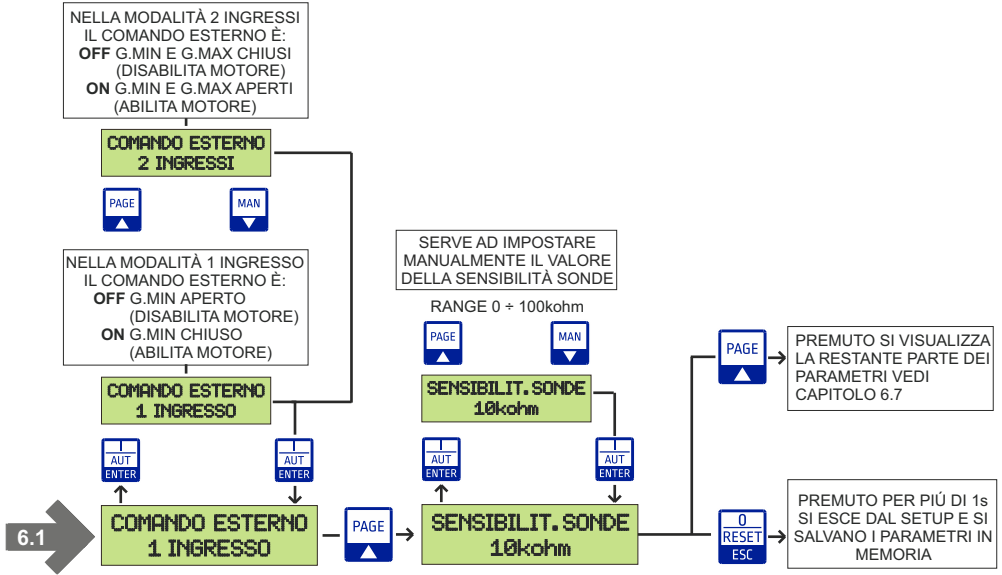 NELLA MODALITÀ 2 INGRESSI
IL COMANDO ESTERNO È:
OFF G.MIN E G.MAX CHIUSI
(DISABILITA MOTORE)
ON G.MIN E G.MAX APERTI
(ABILITA MOTORE)
COMANDO ESTERNO
2 INGRESSI
PAGE
MAN
NELLA MODALITÀ 1 INGRESSO
IL COMANDO ESTERNO È:
OFF G.MIN APERTO
(DISABILITA MOTORE)
ON G.MIN CHIUSO
(ABILITA MOTORE)
COMANDO ESTERNO
1 INGRESSO
I
AUT
ENTER
I
AUT
ENTER
6.1
COMANDO ESTERNO
1 INGRESSO
PAGE
SERVE AD IMPOSTARE
MANUALMENTE IL VALORE
DELLA SENSIBILITÀ SONDE
RANGE 0 ÷ 100kohm
PAGE
MAN
SENSIBILIT.SONDE
10kohm
I
AUT
ENTER
I
AUT
ENTER
SENSIBILIT.SONDE
10kohm
PAGE
PREMUTO SI VISUALIZZA
LA RESTANTE PARTE DEI
PARAMETRI VEDI
CAPITOLO 6.7
0
RESET
ESC
PREMUTO PER PIÚ DI 1s
SI ESCE DAL SETUP E SI
SALVANO I PARAMETRI IN
MEMORIA